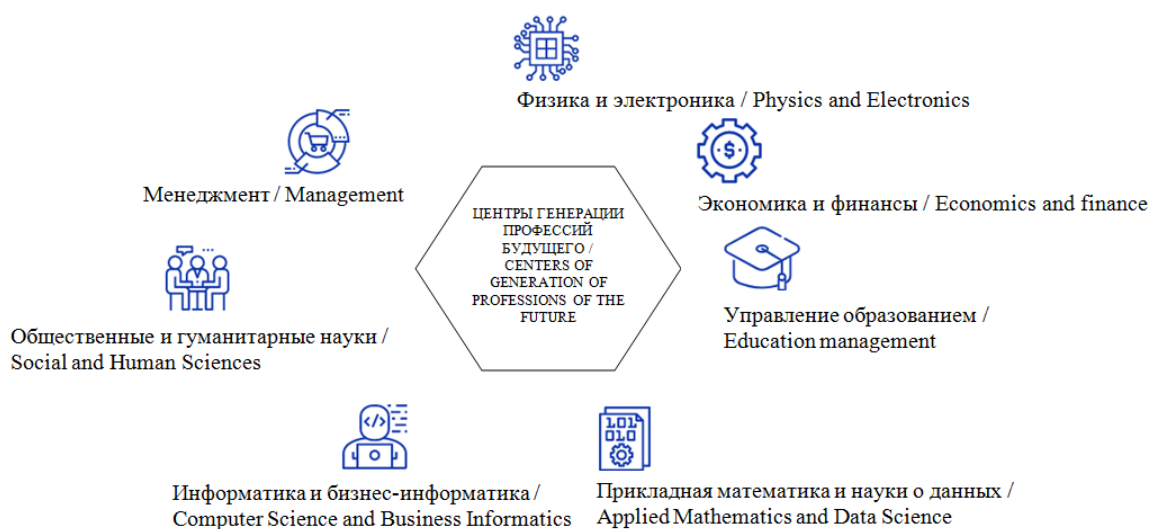 Физика и электроника / Physics and Electronics
Менеджмент / Management
Экономика и финансы / Economics and finance
ЦЕНТРЫ ГЕНЕРАЦИИ
ПРОФЕССИЙ
БУДУЩЕГО /
CENTERS OF
GENERATION OF
PROFESSIONS OF THE
FUTURE
Общественные и гуманитарные науки /
Social and Human Sciences
Управление образованием /
Education management
Информатика и бизнес-информатика /
Computer Science and Business Informatics
101
010
Прикладная математика и науки о данных /
Applied Mathematics and Data Science